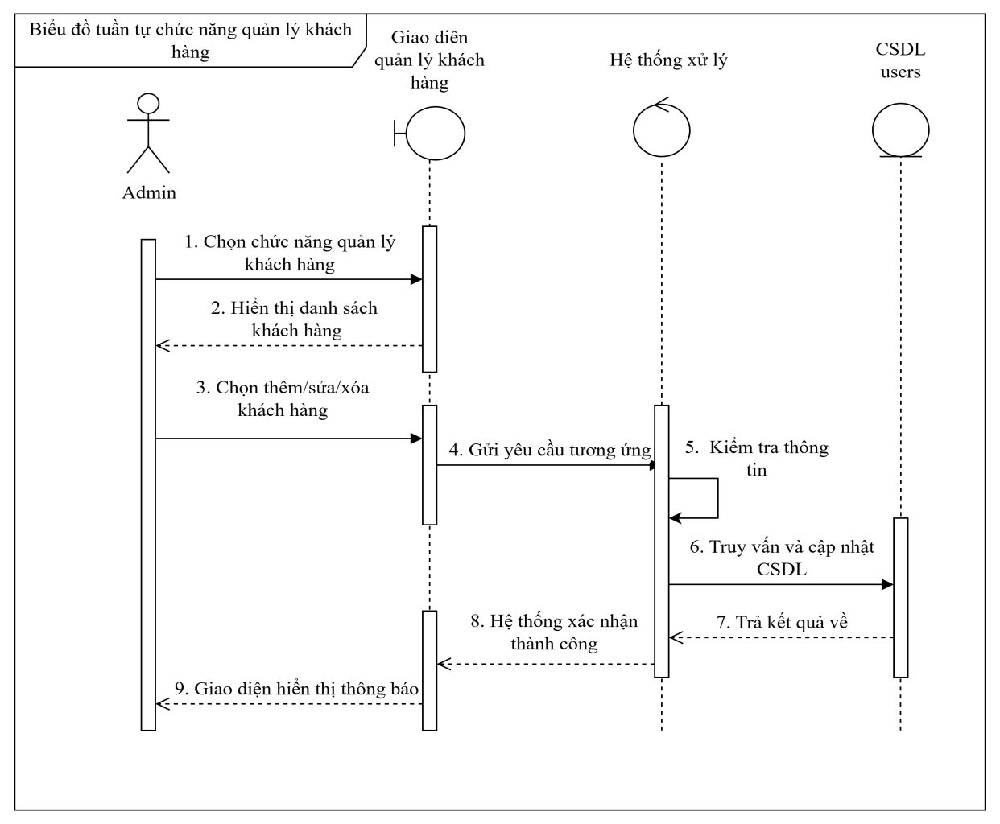 Biểu đồ tuần tự chức năng quản lý khách
hàng
Giao diên
quản lý khách
hàng
Hệ thống xử lý
CSDL
users
Admin
1. Chọn chức năng quản lý
khách hàng
2. Hiển thị danh sách
khách hàng
3. Chọn thêm/sửa/xóa
khách hàng
4. Gửi yêu cầu tương ứng
5. Kiểm tra thông
tin
6. Truy vấn và cập nhật
CSDL
7. Trả kết quả về
8. Hệ thống xác nhận
thành công
9. Giao diện hiển thị thông báo